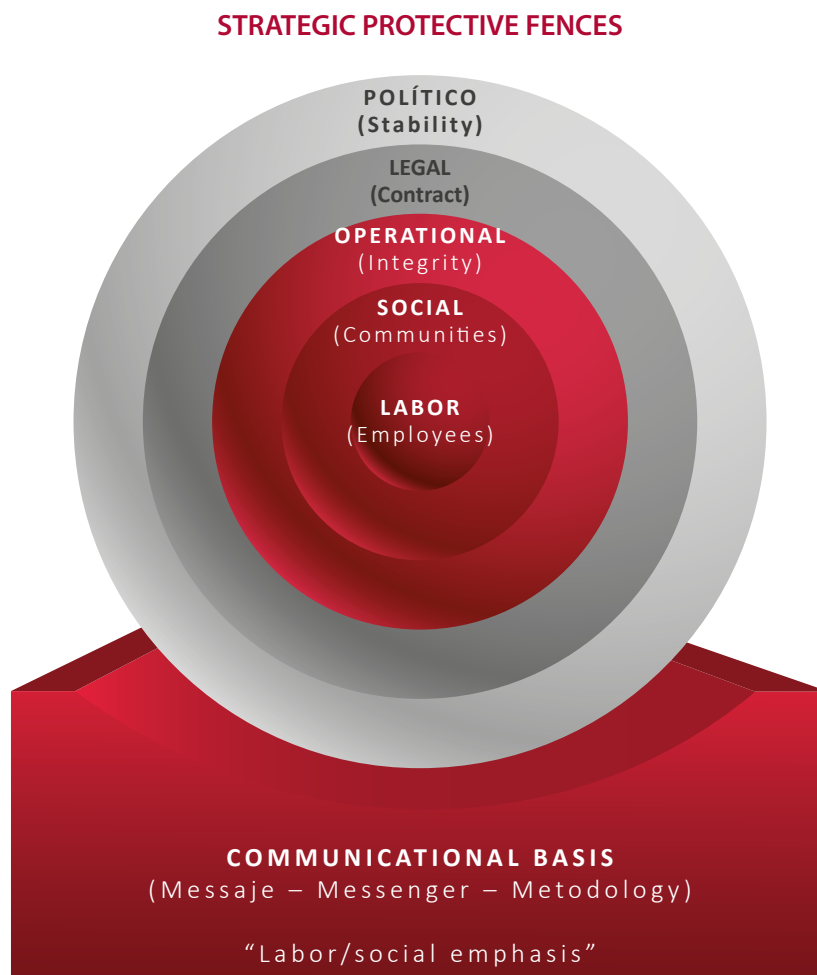 STRATEGIC PROTECTIVE FENCES
POLÍTICO
(Stability)
LEGAL
(Contract)
OPERATIONAL
(Integrity)
SOCIAL
(Communities)
LABOR
(Employees)
COMMUNICATIONAL BASIS
(Messaje – Messenger – Metodology)
“Labor/social emphasis”